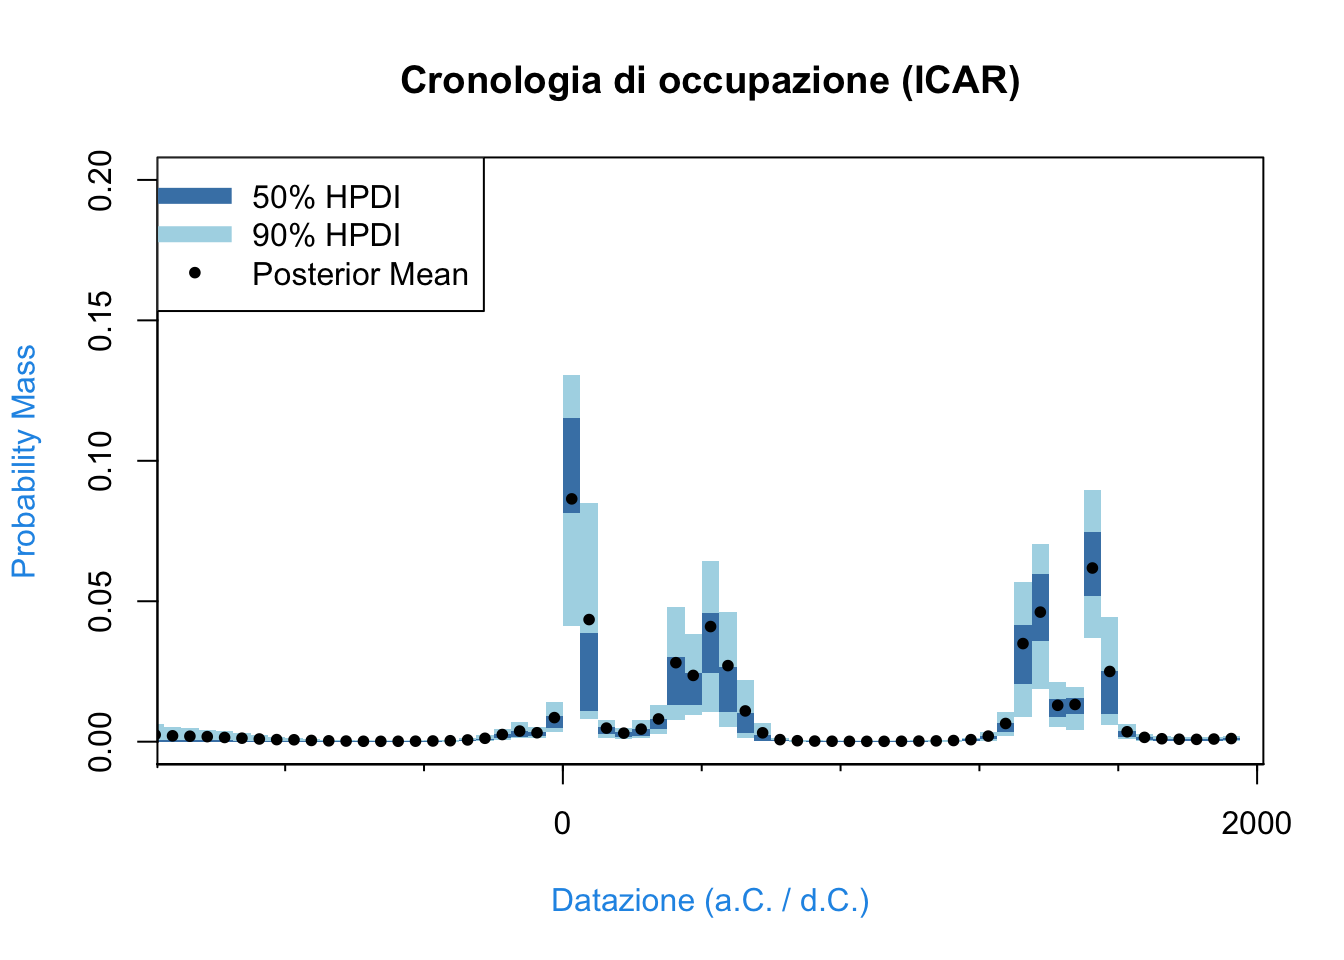 Cronologia di occupazione (ICAR)
50% HPDI
90% HPDI
Posterior Mean
0.20
0.15
0.10
0.05
0.00
Probability Mass
0
2000
Datazione (a.C. / d.C.)